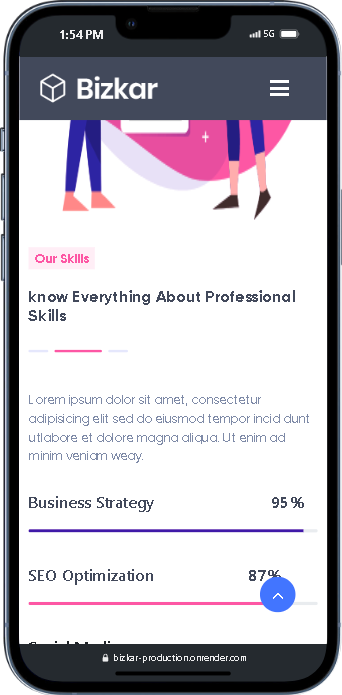 1:54 PM
5G
Bizkar
Our Skills
know Everything About Professional
Skills
Lorem ipsum dolor sit amet, consectetur
adipisicing elit sed do eiusmod tempor incid dunt
utlabore et dolore magna aliqua. Ut enim ad
minim veniam weay.
Business Strategy 95 %
SEO Optimization 87%
bizkar-production.onrender.com